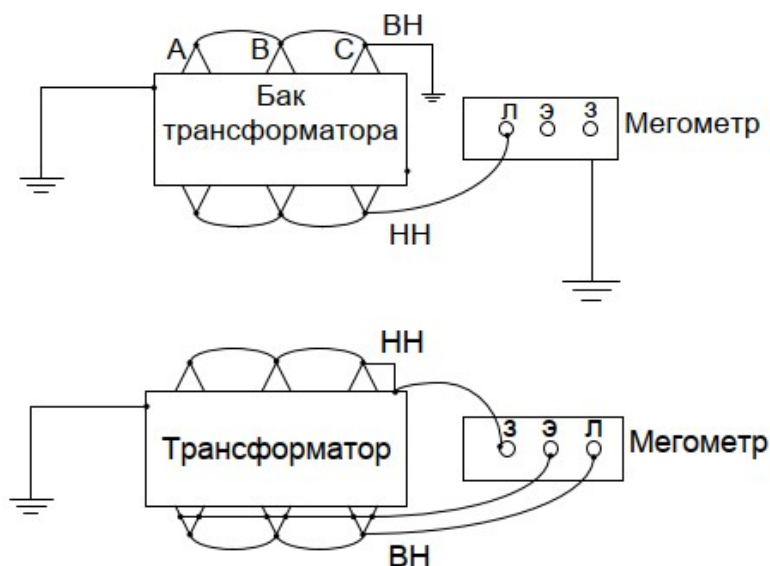 ВН
А В С
Бак
трансформатора
Л Э З
Мегометр
НН
НН
Трансформатор
З Э Л
Мегометр
ВН